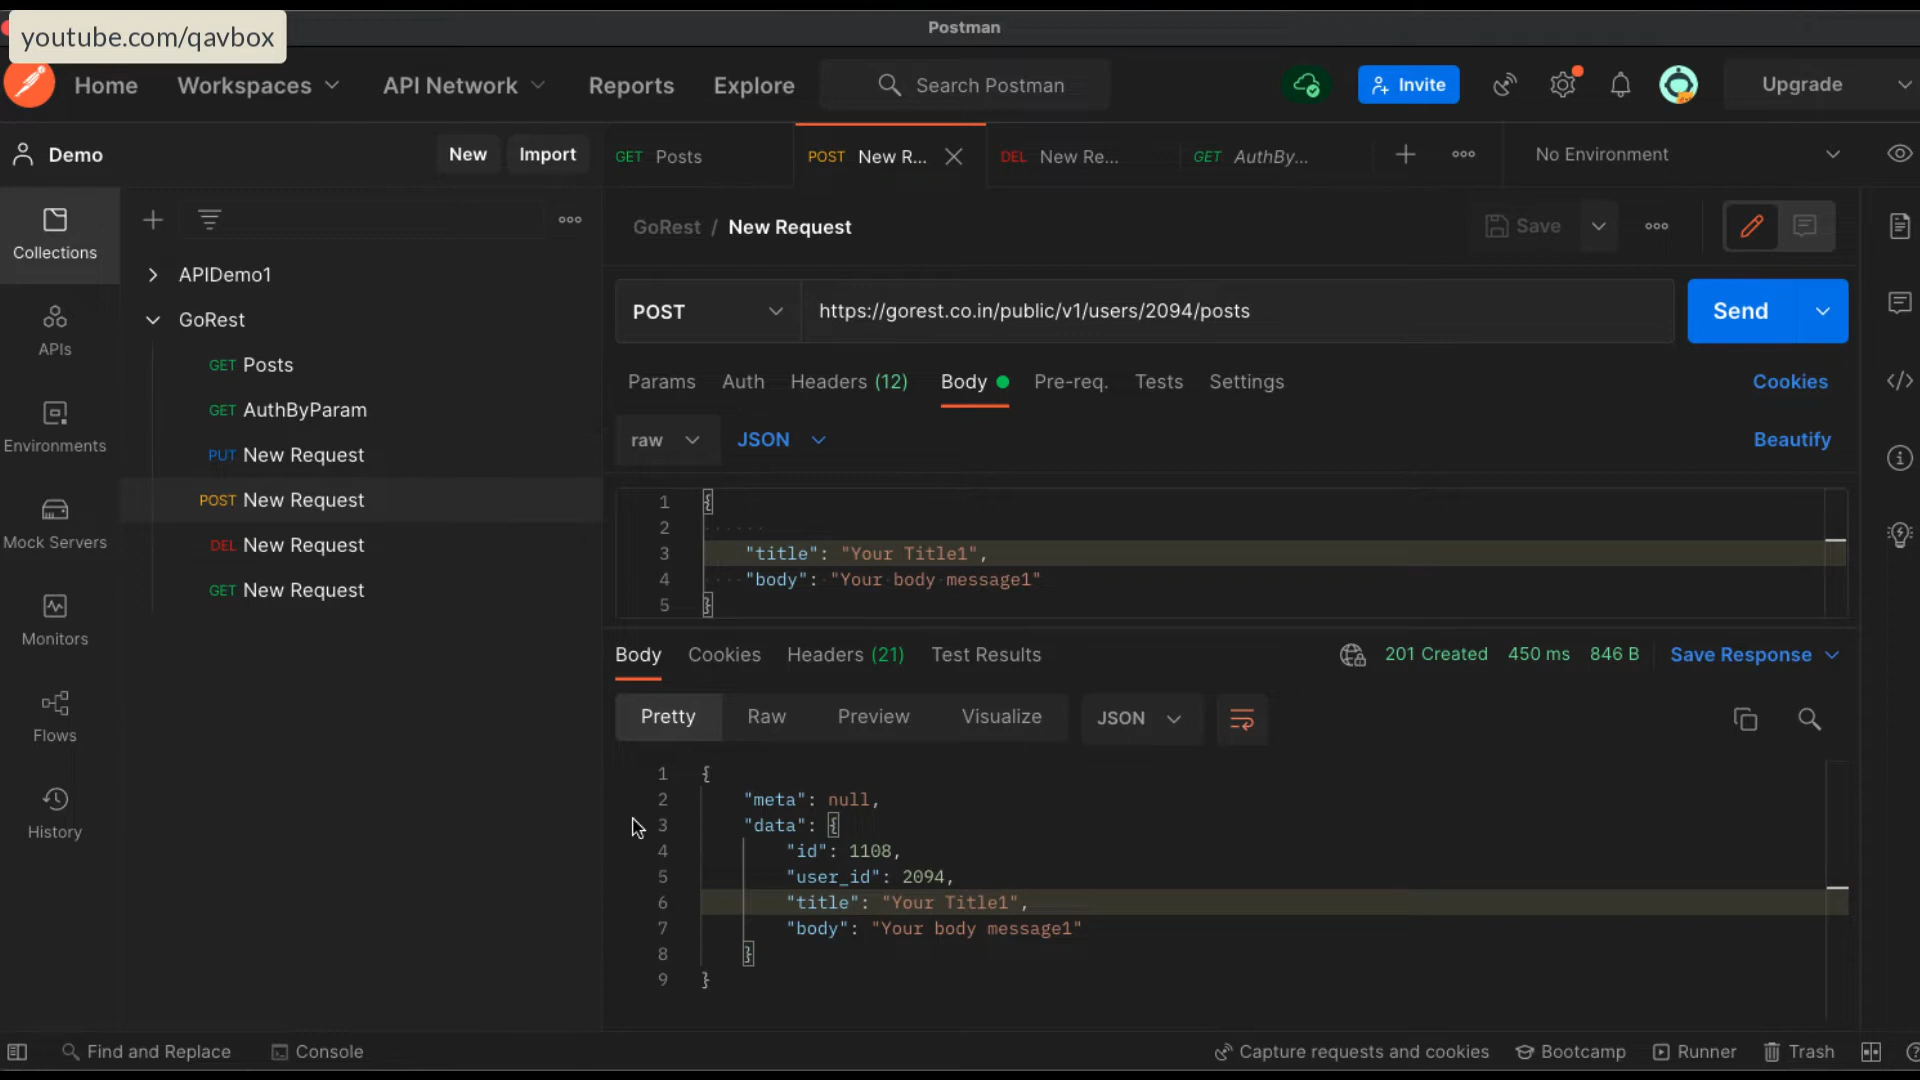 Postman
youtube.com/qavbox
Home Workspaces API Network Reports Explore Search Postman Invite Upgrade
Demo New Import GET Posts POST New R... DEL New Re... GET AuthBy... No Environment
Collections
APIs
Environments
Mock Servers
Monitors
Flows
History
APIDemo1
GoRest
GET Posts
GET AuthByParam
PUT New Request
POST New Request
DEL New Request
GET New Request
GoRest / New Request Save
POST https://gorest.co.in/public/v1/users/2094/posts Send
Params Auth Headers (12) Body Pre-req. Tests Settings Cookies
raw JSON Beautify
1 {
2
3 "title": "Your Title1",
4 "body": "Your body message1"
5 }
Body Cookies Headers (21) Test Results 201 Created 450 ms 846 B Save Response
Pretty Raw Preview Visualize JSON
1 {
2 "meta": null,
3 "data": {
4 "id": 1108,
5 "user_id": 2094,
6 "title": "Your Title1",
7 "body": "Your body message1"
8 }
9 }
Find and Replace Console Capture requests and cookies Bootcamp Runner Trash